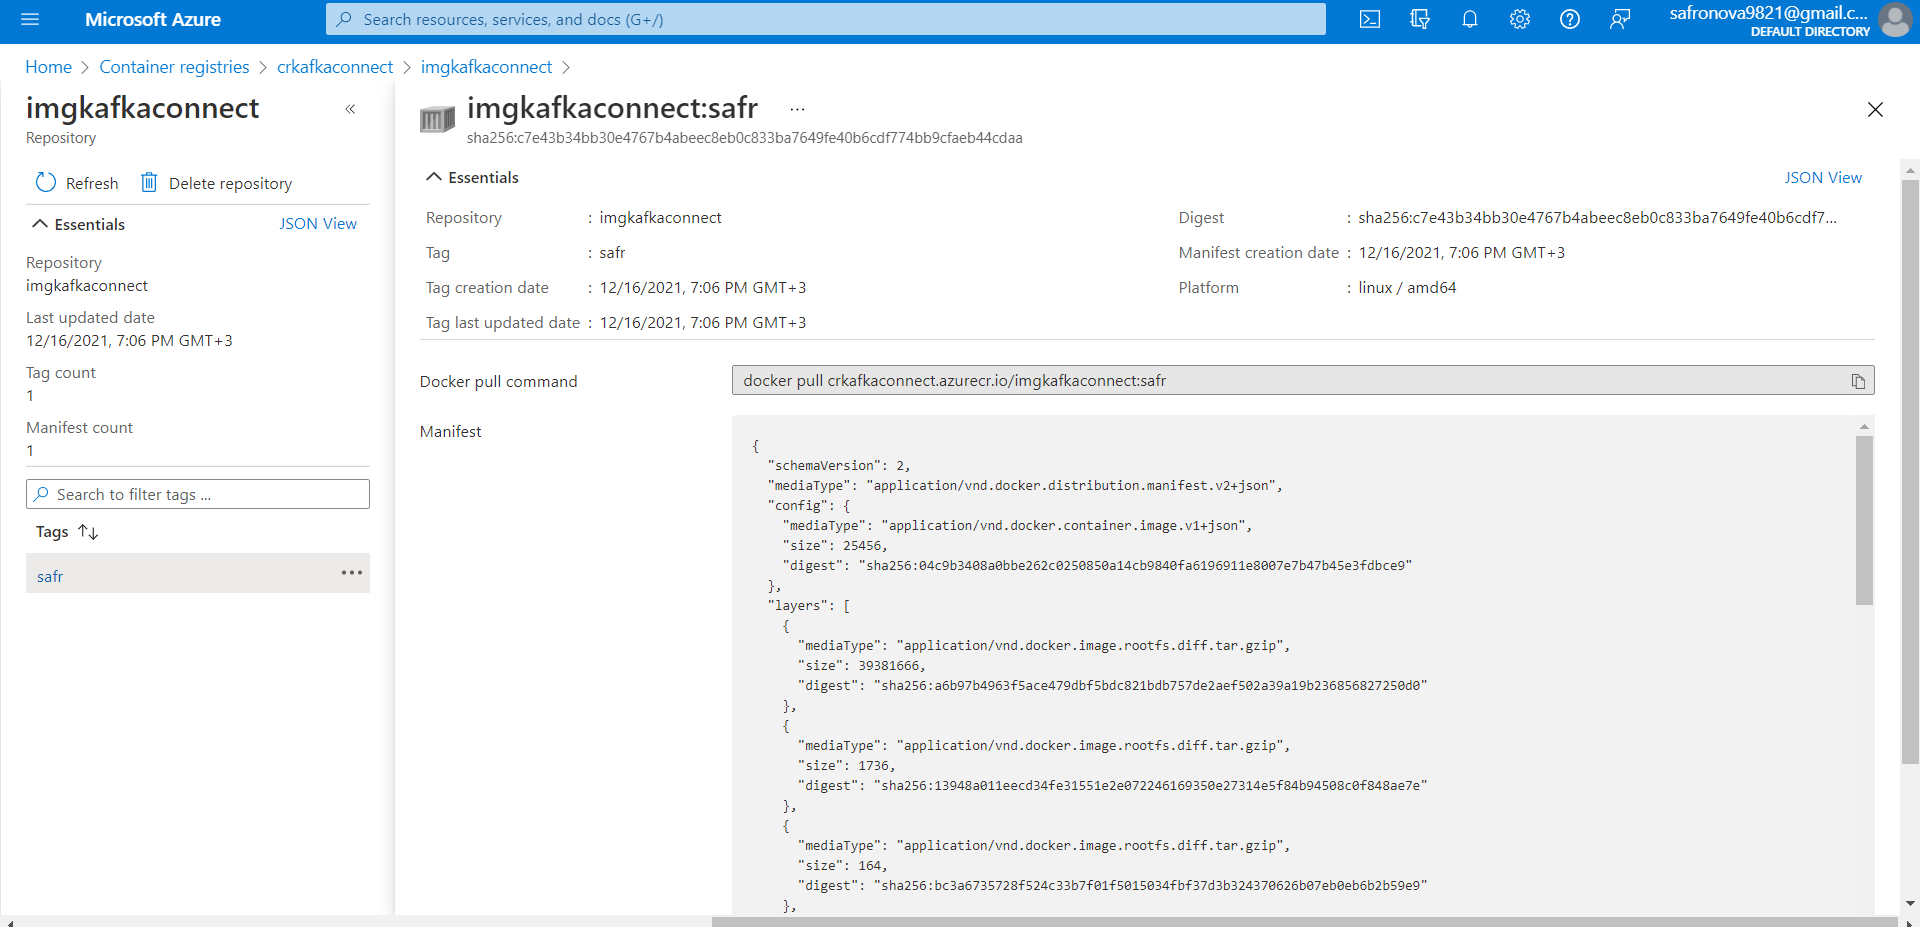 Microsoft Azure
Search resources, services, and docs (G+/)
safronova9821@gmail.c...
DEFAULT DIRECTORY
Home > Container registries > crkafkaconnect > imgkafkaconnect >
imgkafkaconnect
Repository
Refresh
Delete repository
Essentials
JSON View
Repository
imgkafkaconnect
Last updated date
12/16/2021, 7:06 PM GMT+3
Tag count
1
Manifest count
1
Search to filter tags ...
Tags
safr
imgkafkaconnect:safr
sha256:c7e43b34bb30e4767b4abeec8eb0c833ba7649fe40b6cdf774bb9cfaeb44cdaa
Essentials
JSON View
Repository : imgkafkaconnect
Tag : safr
Tag creation date : 12/16/2021, 7:06 PM GMT+3
Tag last updated date : 12/16/2021, 7:06 PM GMT+3
Digest : sha256:c7e43b34bb30e4767b4abeec8eb0c833ba7649fe40b6cdf7...
Manifest creation date : 12/16/2021, 7:06 PM GMT+3
Platform : linux / amd64
Docker pull command
docker pull crkafkaconnect.azurecr.io/imgkafkaconnect:safr
Manifest
{
"schemaVersion": 2,
"mediaType": "application/vnd.docker.distribution.manifest.v2+json",
"config": {
"mediaType": "application/vnd.docker.container.image.v1+json",
"size": 25456,
"digest": "sha256:04c9b3408a0bbe262c0250850a14cb9840fa6196911e8007e7b47b45e3fdbce9"
},
"layers": [
{
"mediaType": "application/vnd.docker.image.rootfs.diff.tar.gzip",
"size": 39381666,
"digest": "sha256:a6b97b4963f5ace479dbf5bdc821bdb757de2aef502a39a19b236856827250d0"
},
{
"mediaType": "application/vnd.docker.image.rootfs.diff.tar.gzip",
"size": 1736,
"digest": "sha256:13948a011eecd34fe31551e2e072246169350e27314e5f84b94508c0f848ae7e"
},
{
"mediaType": "application/vnd.docker.image.rootfs.diff.tar.gzip",
"size": 164,
"digest": "sha256:bc3a6735728f524c33b7f01f5015034fbf37d3b324370626b07eb0eb6b2b59e9"
},